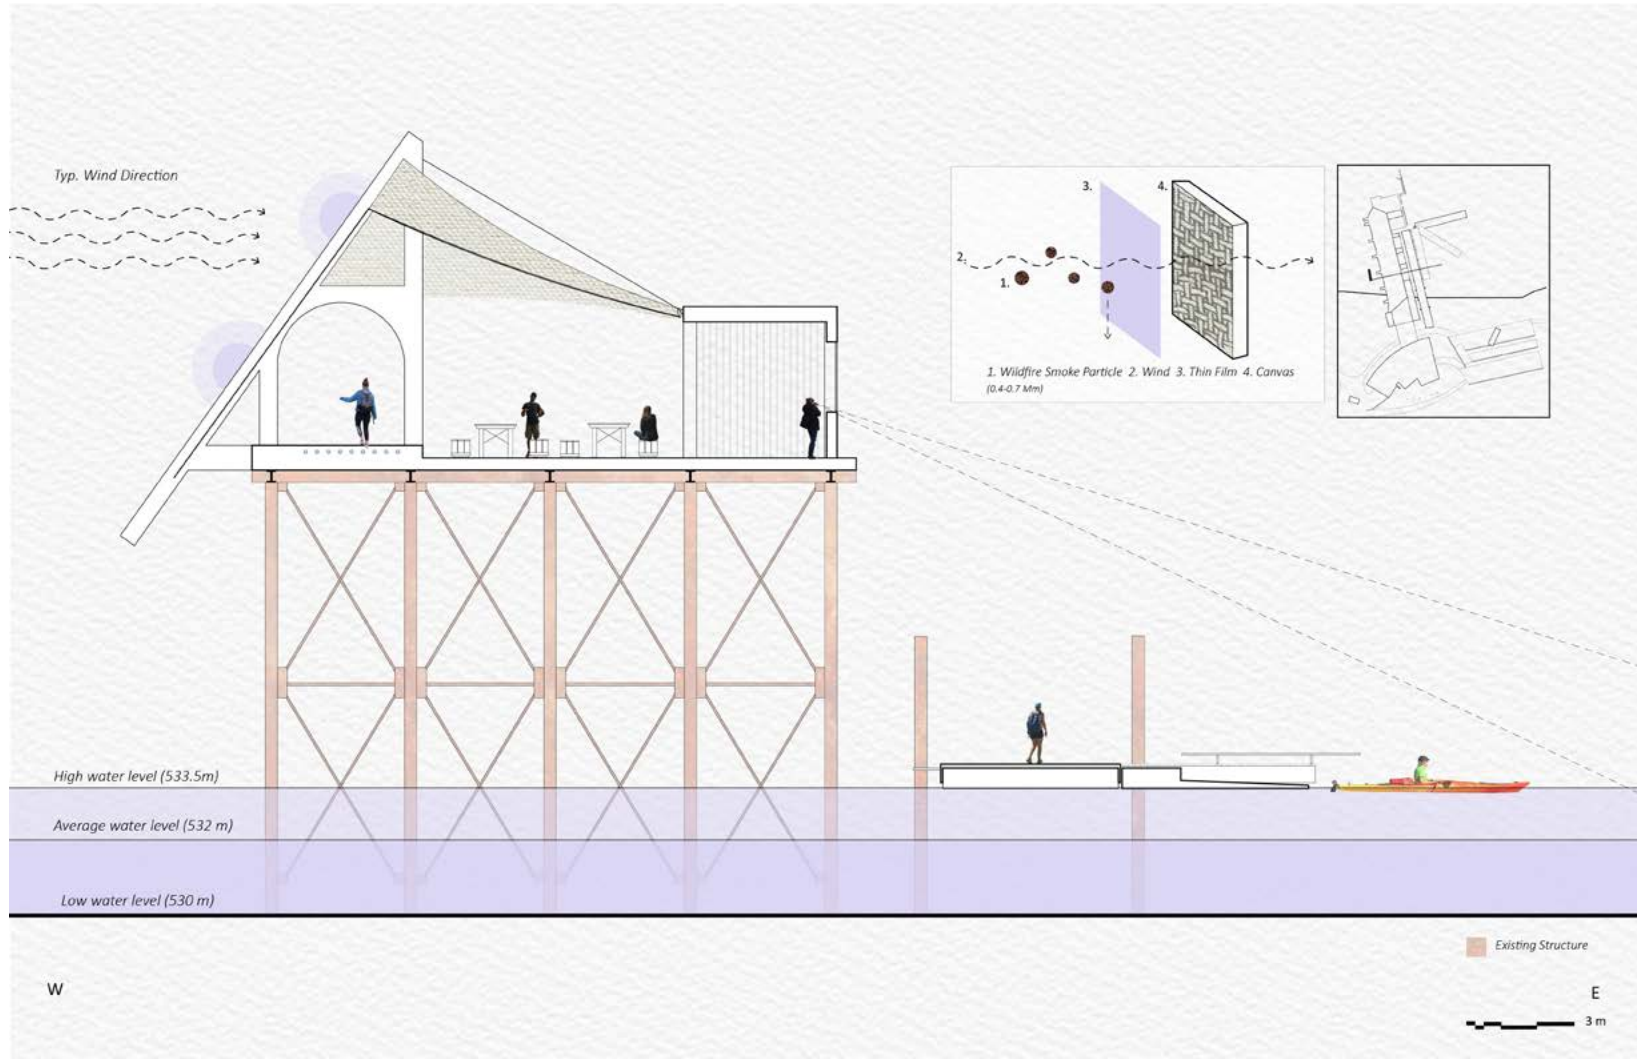 Typ. Wind Direction
3.
4.
2.
1.
1. Wildfire Smoke Particle 2. Wind 3. Thin Film 4. Canvas
(0.4-0.7 Mm)
High water level (533.5m)
Average water level (532 m)
Low water level (530 m)
Existing Structure
W
E
3 m